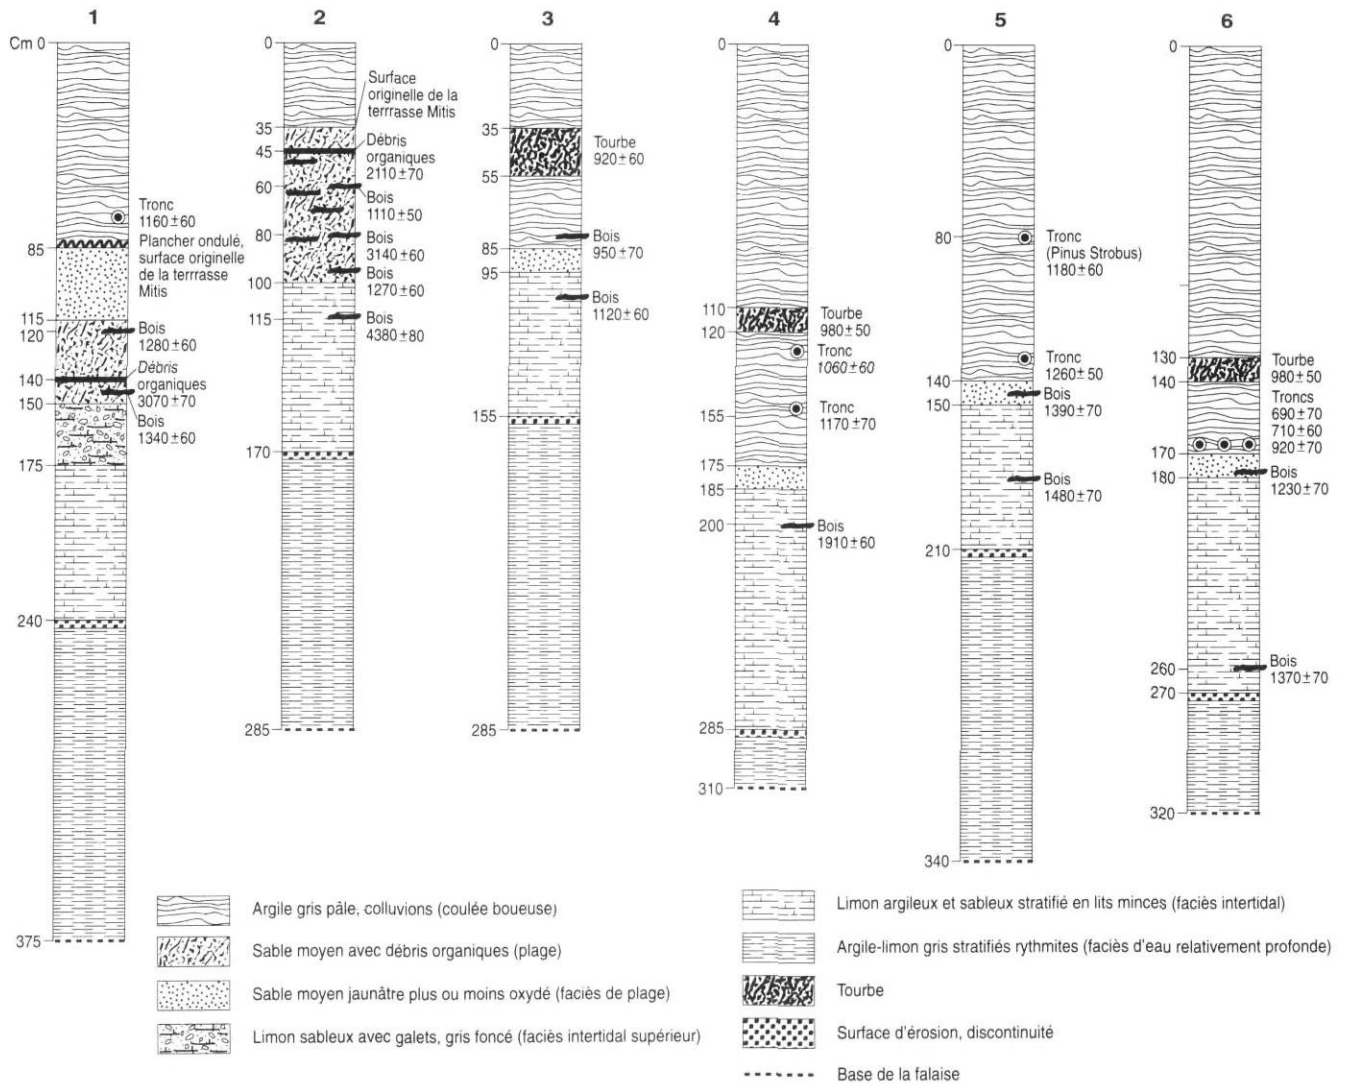 1
Cm 0
Tronc
1160±60
85
Plancher ondulé,
surface originelle
de la terrrasse
Mitis
115
120
Bois
1280±60
140
Débris
organiques
3070±70
150
Bois
1340±60
175
240
375
2
0
Surface
originelle de la
terrrasse Mitis
35
45
Débris
organiques
2110±70
60
Bois
1110±50
80
Bois
3140±60
100
Bois
1270±60
115
Bois
4380±80
170
285
3
0
35
Tourbe
920±60
55
85
Bois
950±70
95
Bois
1120±60
155
285
4
0
110
Tourbe
980±50
120
Tronc
1060±60
155
Tronc
1170±70
175
185
200
Bois
1910±60
285
310
5
0
80
Tronc
(Pinus Strobus)
1180±60
Tronc
1260±50
140
Bois
1390±70
150
Bois
1480±70
210
340
6
0
130
Tourbe
980±50
140
Troncs
690±70
710±60
920±70
170
180
Bois
1230±70
260
Bois
1370±70
270
320
Argile gris pâle, colluvions (coulée boueuse)
Sable moyen avec débris organiques (plage)
Sable moyen jaunâtre plus ou moins oxydé (faciès de plage)
Limon sableux avec galets, gris foncé (faciès intertidal supérieur)
Limon argileux et sableux stratifié en lits minces (faciès intertidal)
Argile-limon gris stratifiés rythmites (faciès d'eau relativement profonde)
Tourbe
Surface d'érosion, discontinuité
Base de la falaise